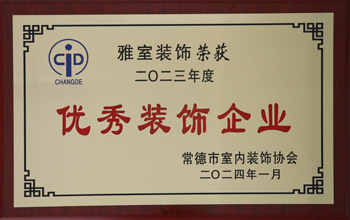 CID
CHANGDE
雅室装饰荣获
二〇二三年度
优秀装饰企业
常德市室内装饰协会
二〇二四年一月